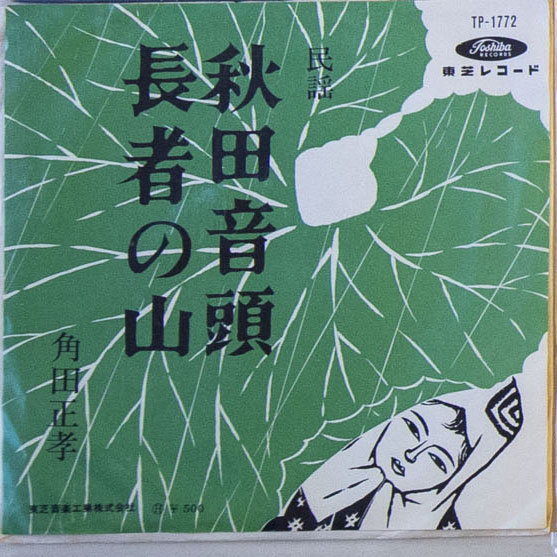 TP-1772
Toshiba
RECORDS
東芝レコード
民謡
秋田音頭
長者の山
角田正孝
東芝音楽工業株式会社 Ⓗ ¥500